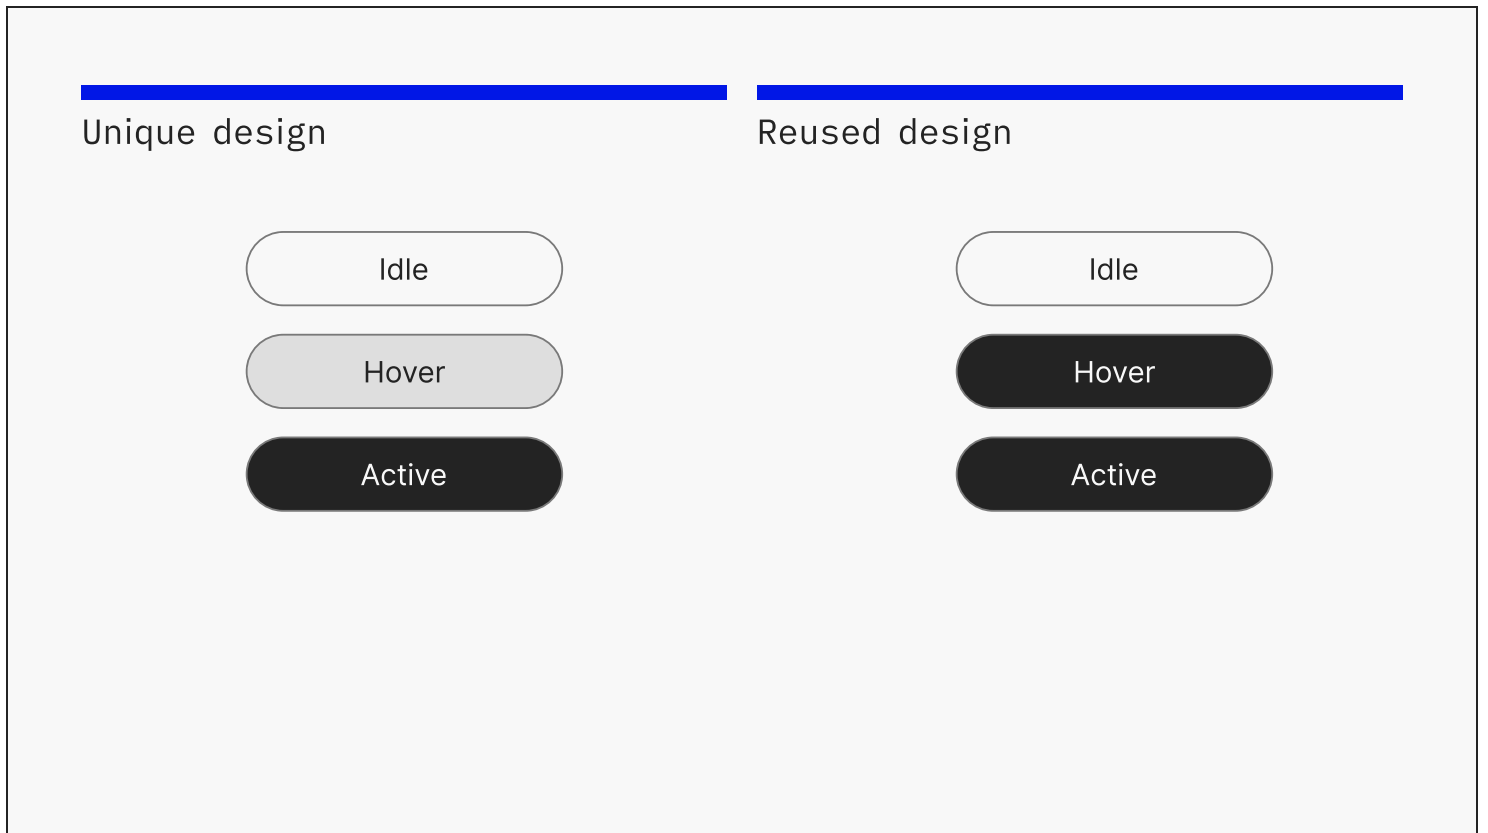 Unique design
Idle
Hover
Active
Reused design
Idle
Hover
Active